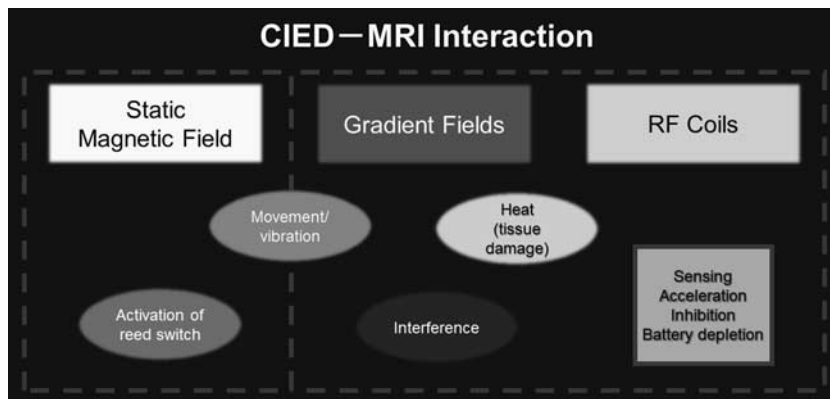 CIED－MRI Interaction
Static
Magnetic Field
Gradient Fields
RF Coils
Movement/
vibration
Heat
(tissue
damage)
Activation of
reed switch
Interference
Sensing
Acceleration
Inhibition
Battery depletion